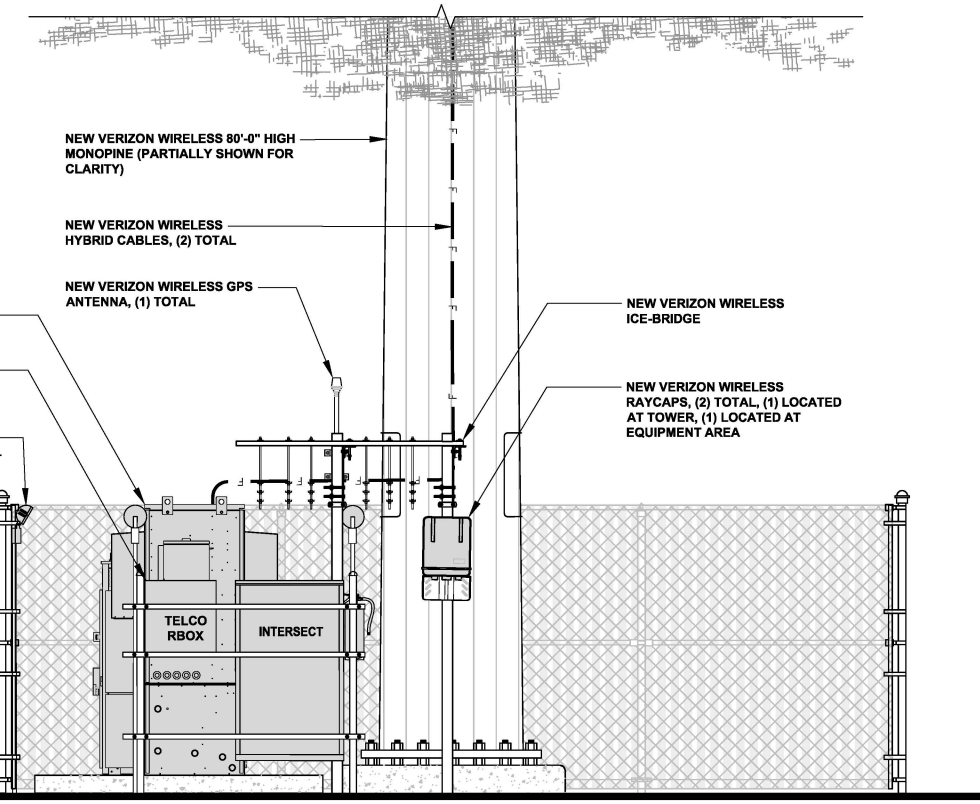 NEW VERIZON WIRELESS 80'-0" HIGH
MONOPINE (PARTIALLY SHOWN FOR
CLARITY)
NEW VERIZON WIRELESS
HYBRID CABLES, (2) TOTAL
NEW VERIZON WIRELESS GPS
ANTENNA, (1) TOTAL
NEW VERIZON WIRELESS
ICE-BRIDGE
NEW VERIZON WIRELESS
RAYCAPS, (2) TOTAL, (1) LOCATED
AT TOWER, (1) LOCATED AT
EQUIPMENT AREA
TELCO
RBOX
INTERSECT